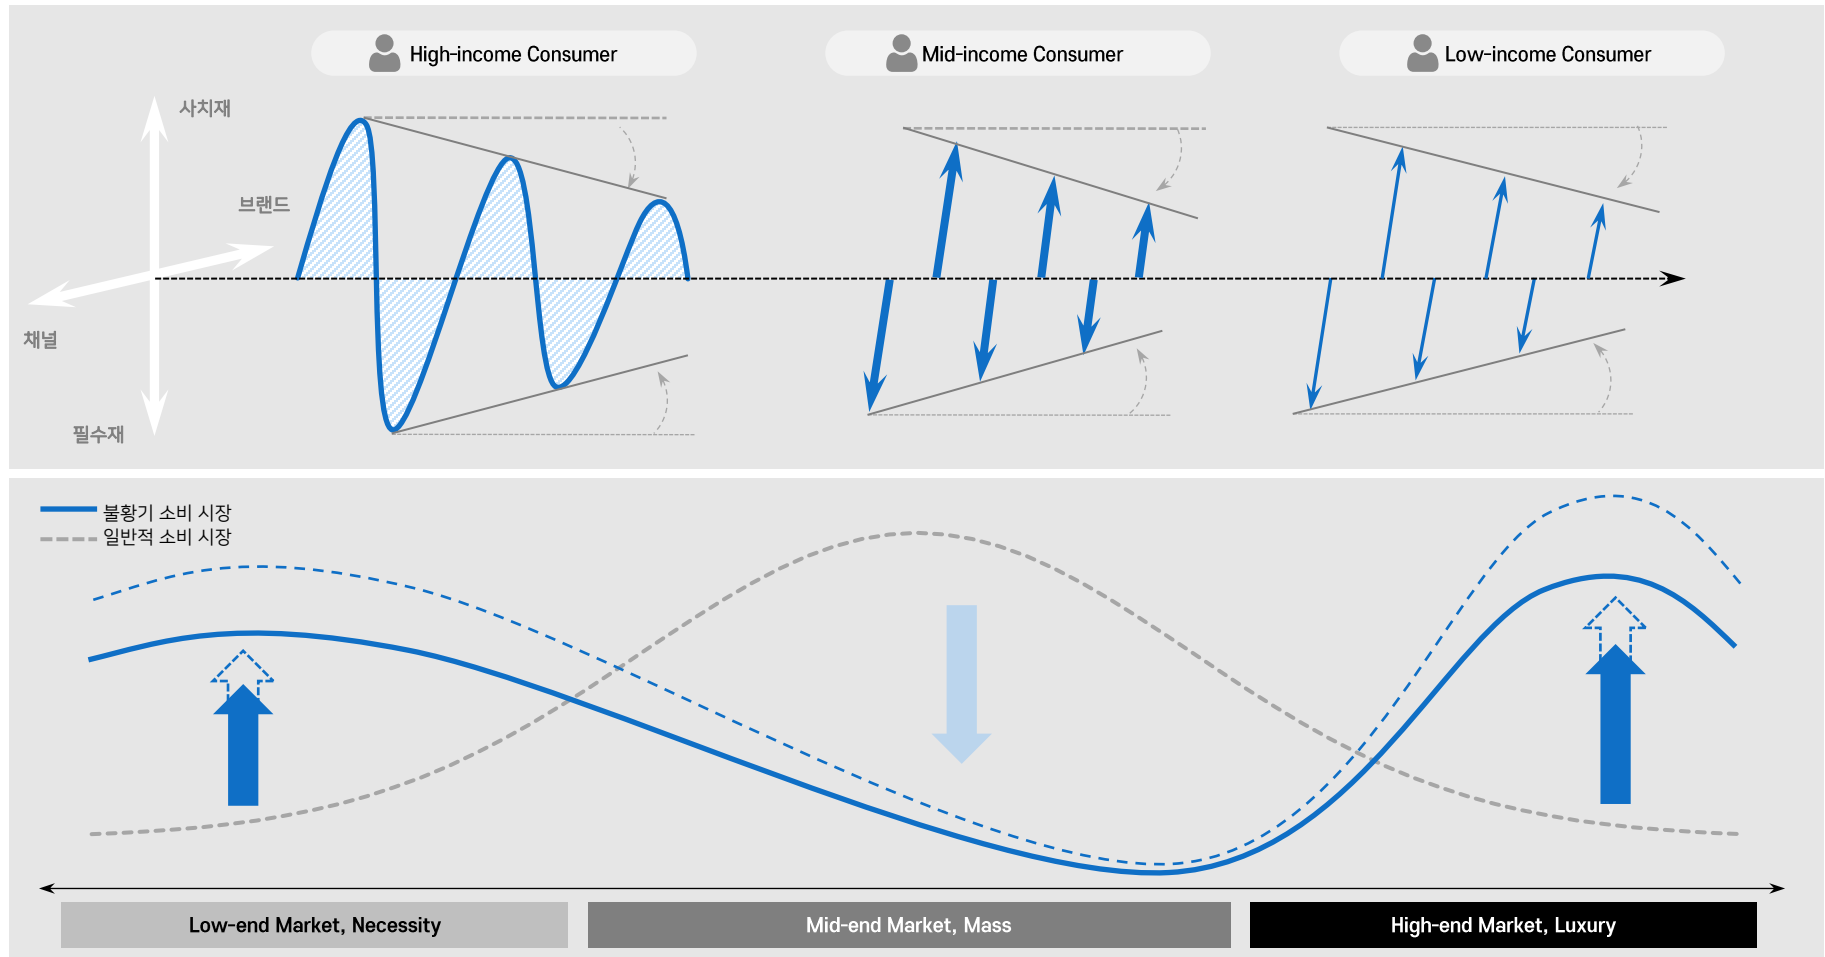 High-income Consumer
Mid-income Consumer
Low-income Consumer
사치재
브랜드
채널
필수재
불황기 소비 시장
일반적 소비 시장
Low-end Market, Necessity
Mid-end Market, Mass
High-end Market, Luxury